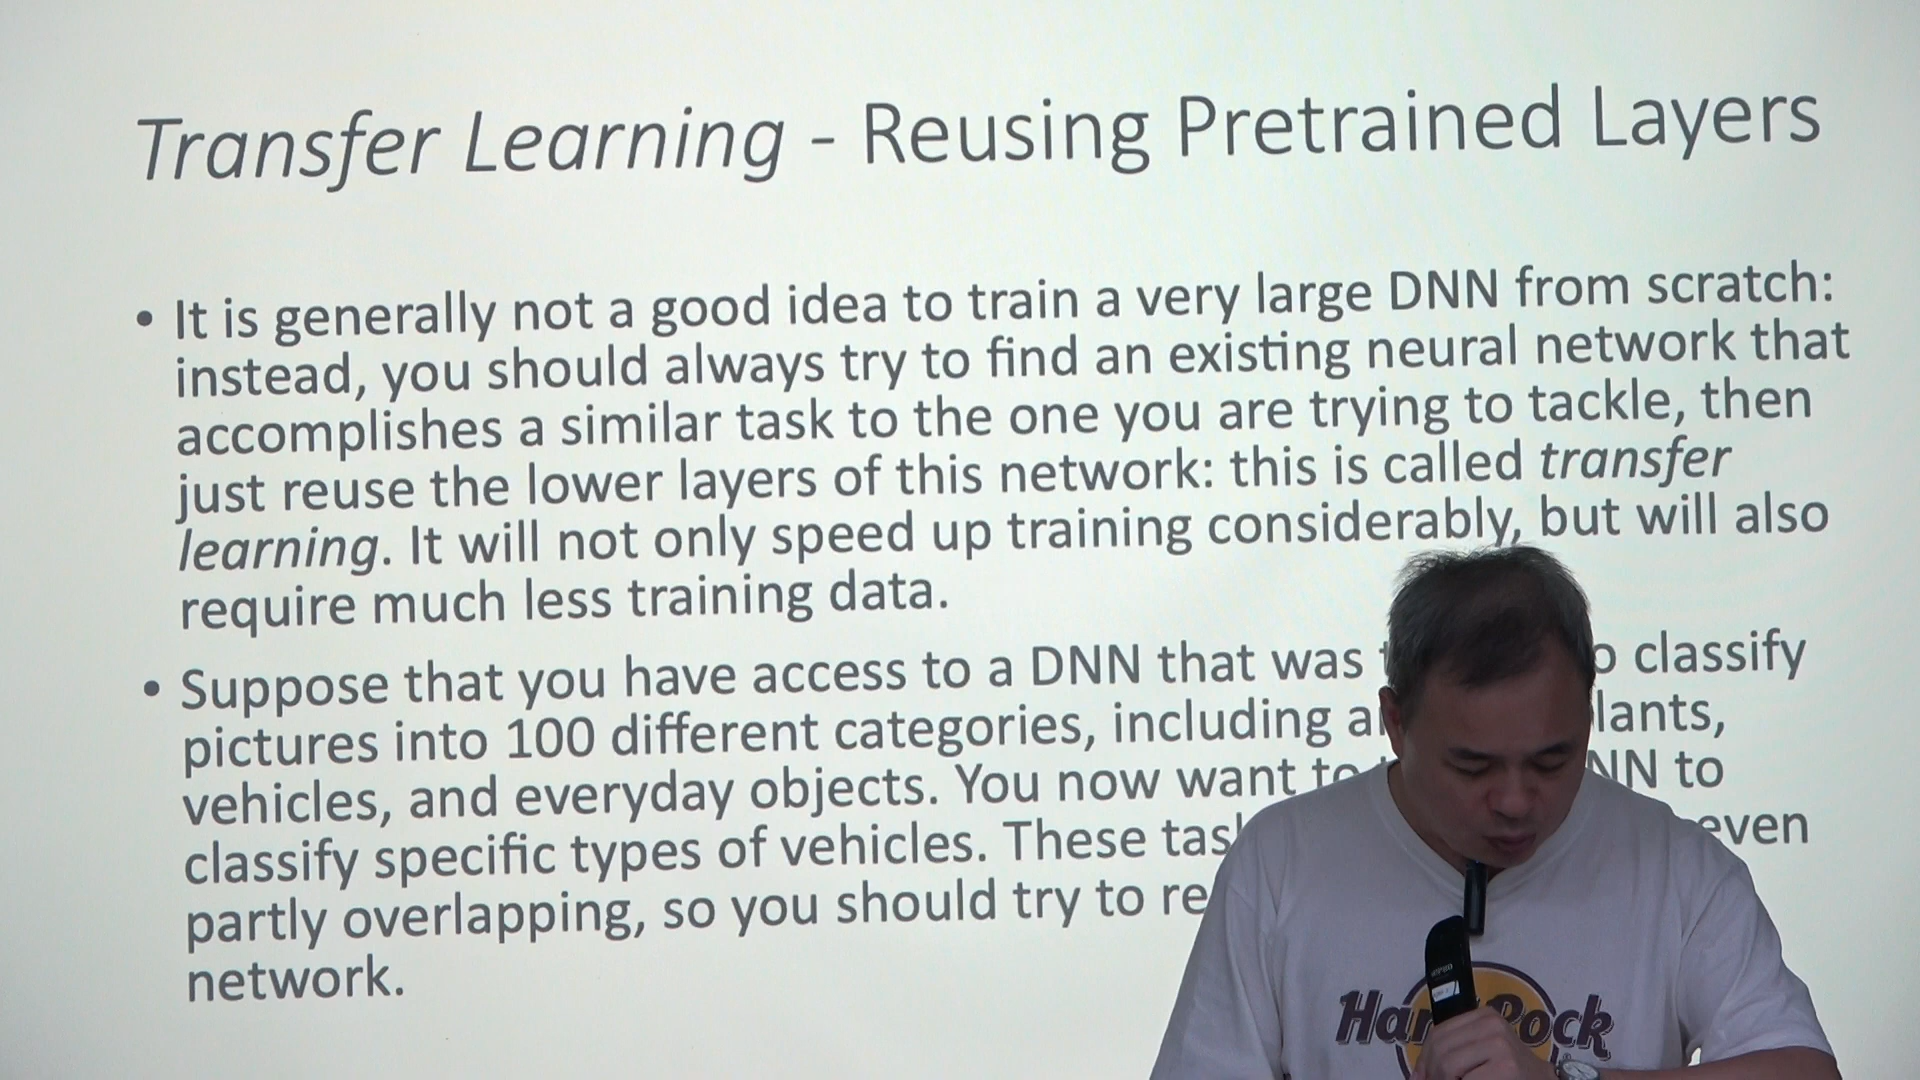 Transfer Learning - Reusing Pretrained Layers
• It is generally not a good idea to train a very large DNN from scratch:
instead, you should always try to find an existing neural network that
accomplishes a similar task to the one you are trying to tackle, then
just reuse the lower layers of this network: this is called transfer
learning. It will not only speed up training considerably, but will also
require much less training data.
• Suppose that you have access to a DNN that was classify
pictures into 100 different categories, including
vehicles, and everyday objects. You now want to
classify specific types of vehicles. These even
partly overlapping, so you should try to
network.